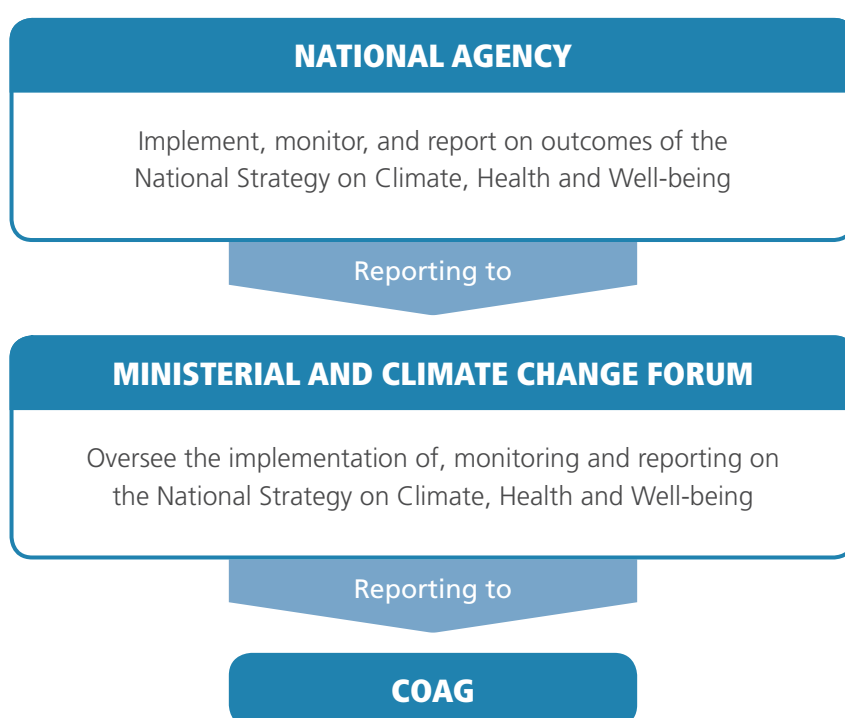 NATIONAL AGENCY
Implement, monitor, and report on outcomes of the
National Strategy on Climate, Health and Well-being
Reporting to
MINISTERIAL AND CLIMATE CHANGE FORUM
Oversee the implementation of, monitoring and reporting on
the National Strategy on Climate, Health and Well-being
Reporting to
COAG